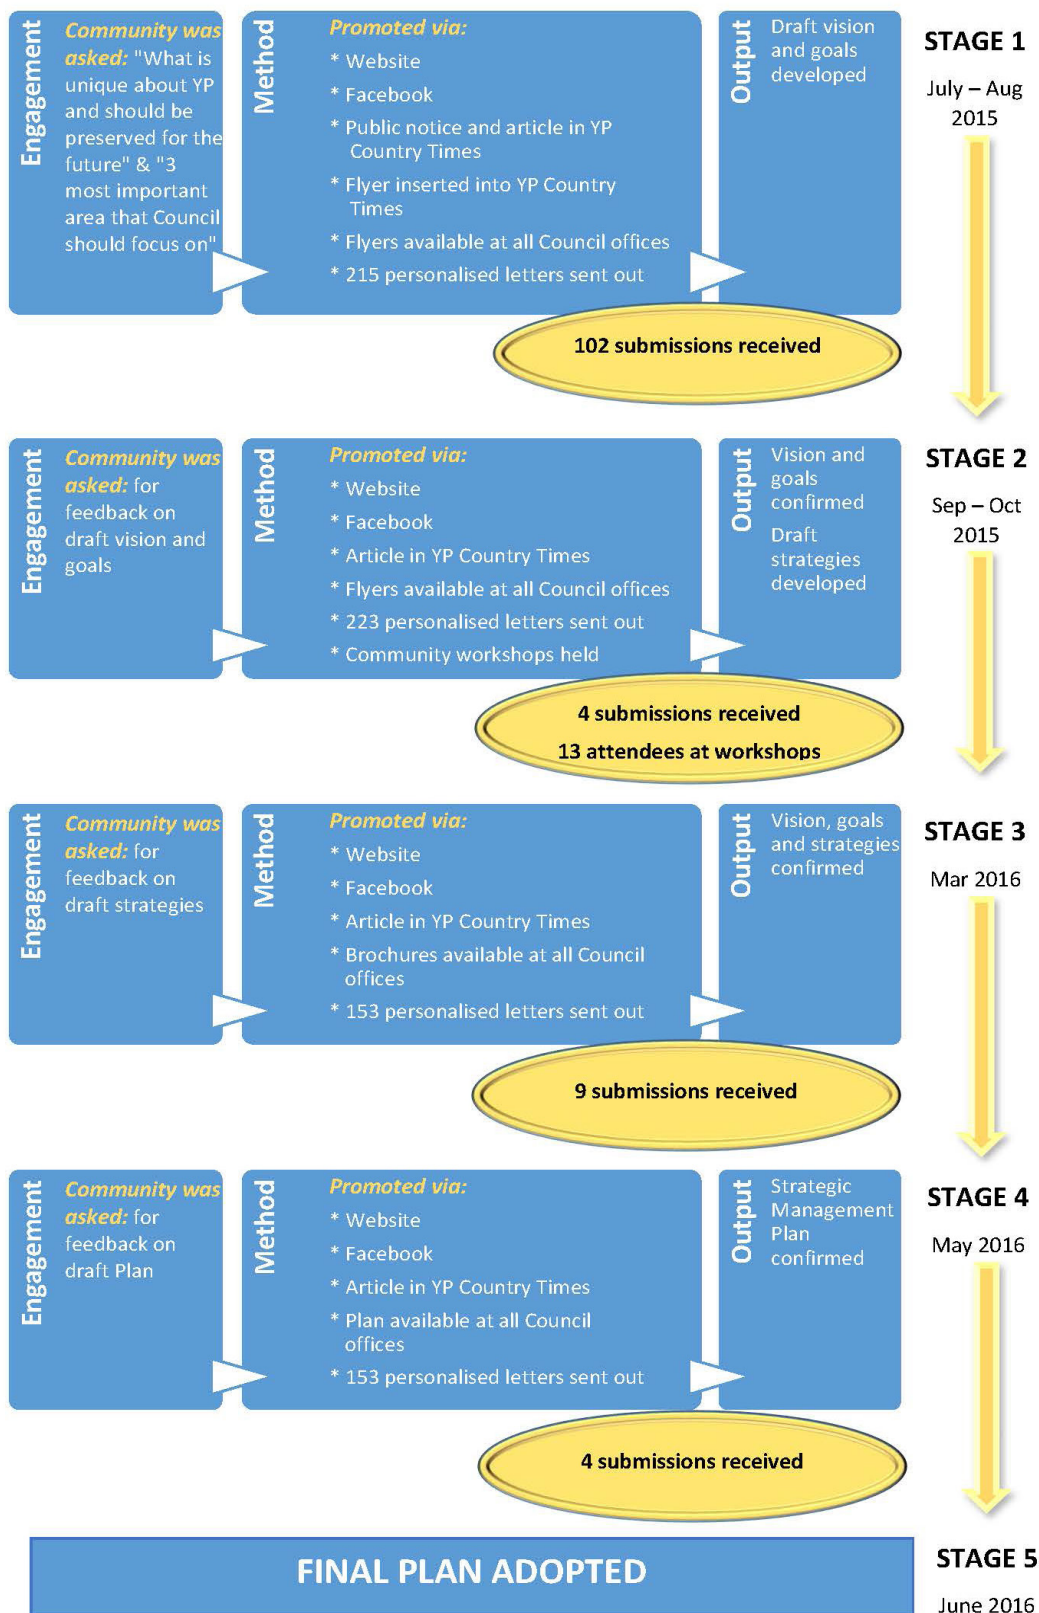 Engagement
Community was
asked: "What is
unique about YP
and should be
preserved for the
future" & "3
most important
area that Council
should focus on"
Method
Promoted via:
* Website
* Facebook
* Public notice and article in YP
Country Times
* Flyer inserted into YP Country
Times
* Flyers available at all Council offices
* 215 personalised letters sent out
Output
Draft vision
and goals
developed
STAGE 1
July – Aug
2015
102 submissions received
Engagement
Community was
asked: for
feedback on
draft vision and
goals
Method
Promoted via:
* Website
* Facebook
* Article in YP Country Times
* Flyers available at all Council offices
* 223 personalised letters sent out
* Community workshops held
Output
Vision and
goals
confirmed
Draft
strategies
developed
STAGE 2
Sep – Oct
2015
4 submissions received
13 attendees at workshops
Engagement
Community was
asked: for
feedback on
draft strategies
Method
Promoted via:
* Website
* Facebook
* Article in YP Country Times
* Brochures available at all Council
offices
* 153 personalised letters sent out
Output
Vision, goals
and strategies
confirmed
STAGE 3
Mar 2016
9 submissions received
Engagement
Community was
asked: for
feedback on
draft Plan
Method
Promoted via:
* Website
* Facebook
* Article in YP Country Times
* Plan available at all Council
offices
* 153 personalised letters sent out
Output
Strategic
Management
Plan
confirmed
STAGE 4
May 2016
4 submissions received
FINAL PLAN ADOPTED
STAGE 5
June 2016